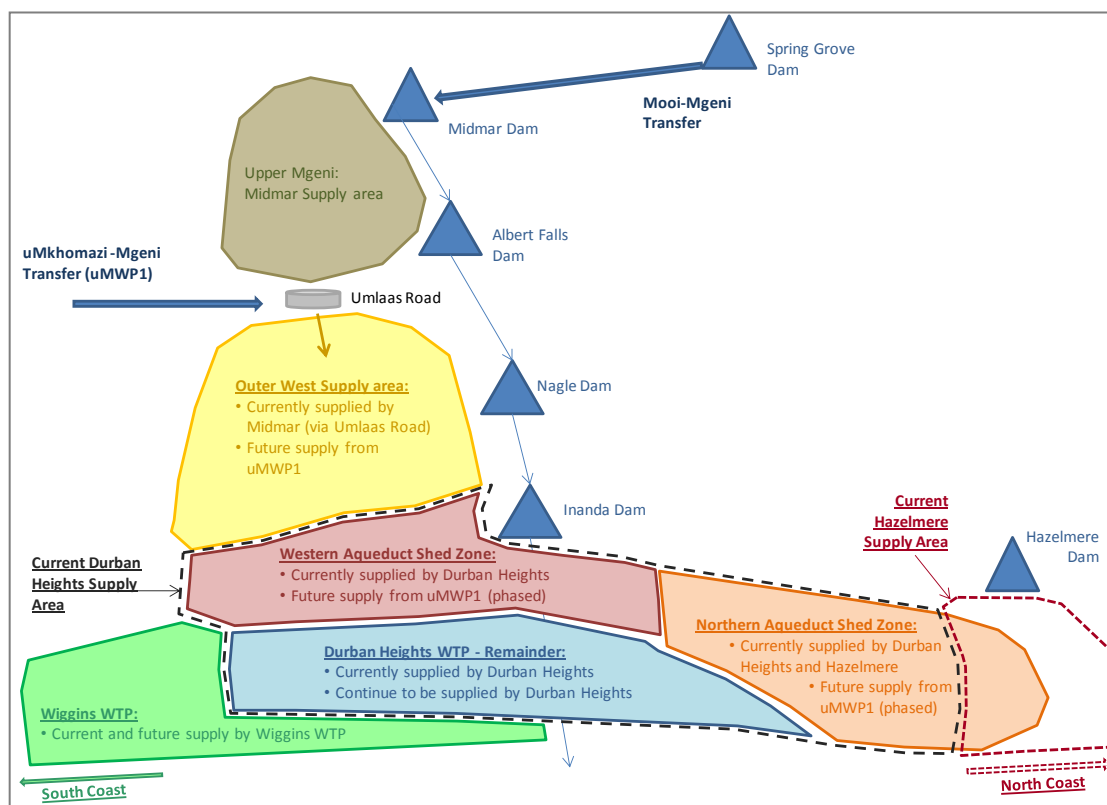 Spring Grove
Dam
Mooi-Mgeni
Transfer
Midmar Dam
Upper Mgeni:
Midmar Supply area
Albert Falls
Dam
uMkhomazi -Mgeni
Transfer (uMWP1)
Umlaas Road
Outer West Supply area:
• Currently supplied by
Midmar (via Umlaas Road)
• Future supply from
uMWP1
Nagle Dam
Inanda Dam
Current
Hazelmere
Supply Area
Hazelmere
Dam
Current Durban
Heights Supply
Area
Western Aqueduct Shed Zone:
• Currently supplied by Durban Heights
• Future supply from uMWP1 (phased)
Northern Aqueduct Shed Zone:
• Currently supplied by Durban
Heights and Hazelmere
• Future supply from
uMWP1 (phased)
Durban Heights WTP - Remainder:
• Currently supplied by Durban Heights
• Continue to be supplied by Durban Heights
Wiggins WTP:
• Current and future supply by Wiggins WTP
South Coast
North Coast